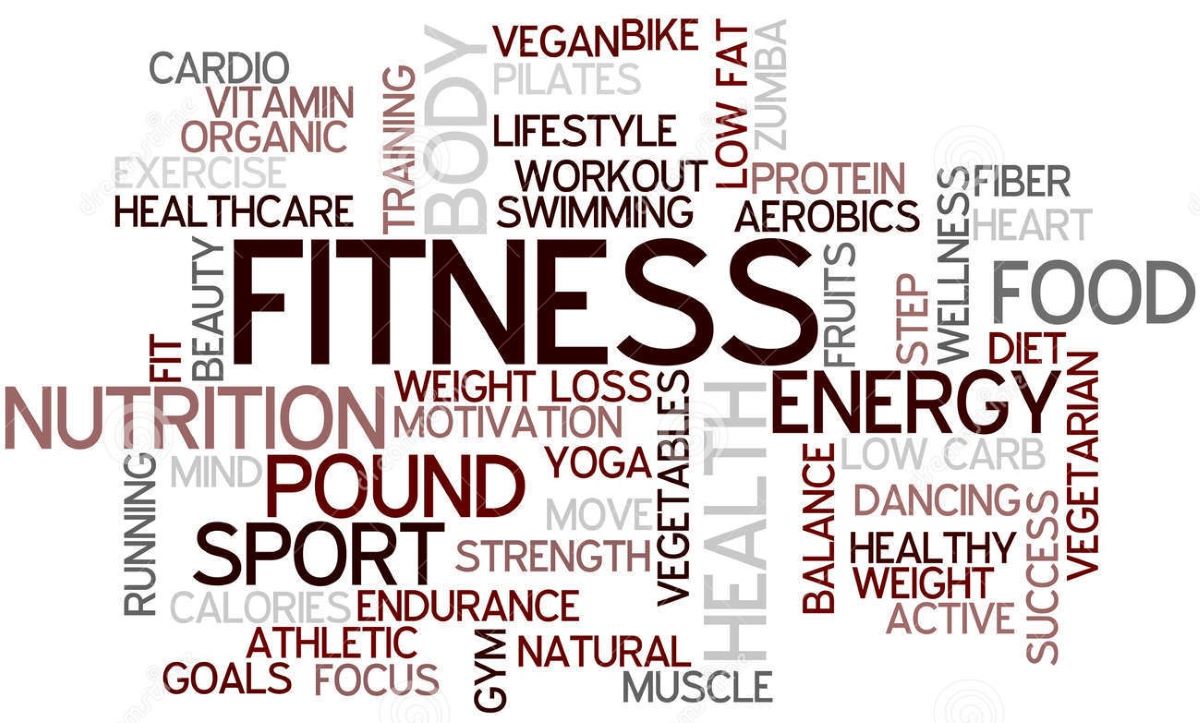 VEGAN
BIKE
CARDIO
PILATES
LOW FAT
ZUMBA
BODY
TRAINING
VITAMIN
LIFESTYLE
ORGANIC
EXERCISE
WORKOUT
PROTEIN
FIBER
HEALTHCARE
SWIMMING
AEROBICS
WELLNESS
HEART
BEAUTY
FITNESS
FRUITS
STEP
FOOD
FIT
DIET
NUTRITION
WEIGHT LOSS
MOTIVATION
VEGETABLES
HEALTH
ENERGY
VEGETARIAN
RUNNING
MIND
POUND
YOGA
LOW CARB
BALANCE
DANCING
SUCCESS
MOVE
SPORT
STRENGTH
HEALTHY
WEIGHT
CALORIES
ENDURANCE
ACTIVE
ATHLETIC
GYM
NATURAL
GOALS
FOCUS
MUSCLE